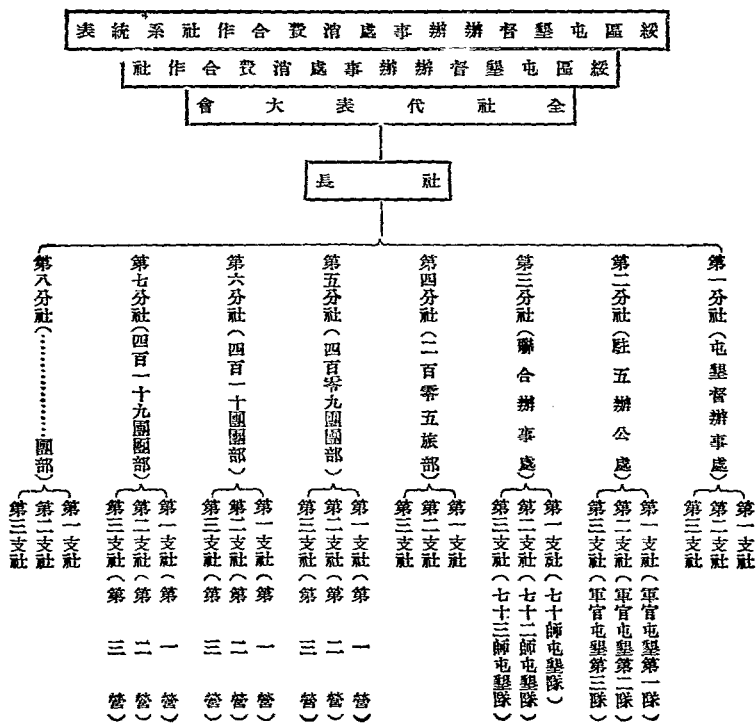 綏區屯墾督辦辦事處消費合作社系統表
綏區屯墾督辦辦事處消費合作社
全社代表大會
社長
第一分社(屯墾督辦事處)
第一支社
第二支社
第三支社
第二分社(駐五辦公處)
第一支社(軍官屯墾第一隊)
第二支社(軍官屯墾第二隊)
第三支社(軍官屯墾第三隊)
第三分社(聯合辦事處)
第一支社(七十師屯墾隊)
第二支社(七十二師屯墾隊)
第三支社(七十三師屯墾隊)
第四分社(二百零五旅部)
第一支社
第二支社
第三支社
第五分社(四百零九團團部)
第一支社(第一營)
第二支社(第二營)
第三支社(第三營)
第六分社(四百一十團團部)
第一支社(第一營)
第二支社(第二營)
第三支社(第三營)
第七分社(四百一十九團團部)
第一支社(第一營)
第二支社(第二營)
第三支社(第三營)
第八分社(…………團部)
第一支社
第二支社
第三支社